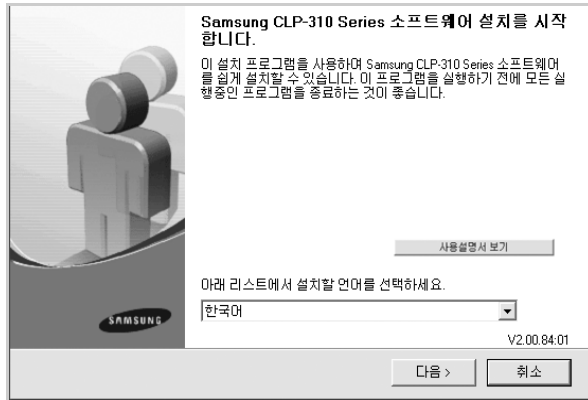 Samsung CLP-310 Series 소프트웨어 설치를 시작
합니다.
이 설치 프로그램을 사용하여 Samsung CLP-310 Series 소프트웨어
를 쉽게 설치할 수 있습니다. 이 프로그램을 실행하기 전에 모든 실
행중인 프로그램을 종료하는 것이 좋습니다.
사용설명서 보기
아래 리스트에서 설치할 언어를 선택하세요.
한국어
SAMSUNG
V2.00.84:01
다음 >
취소